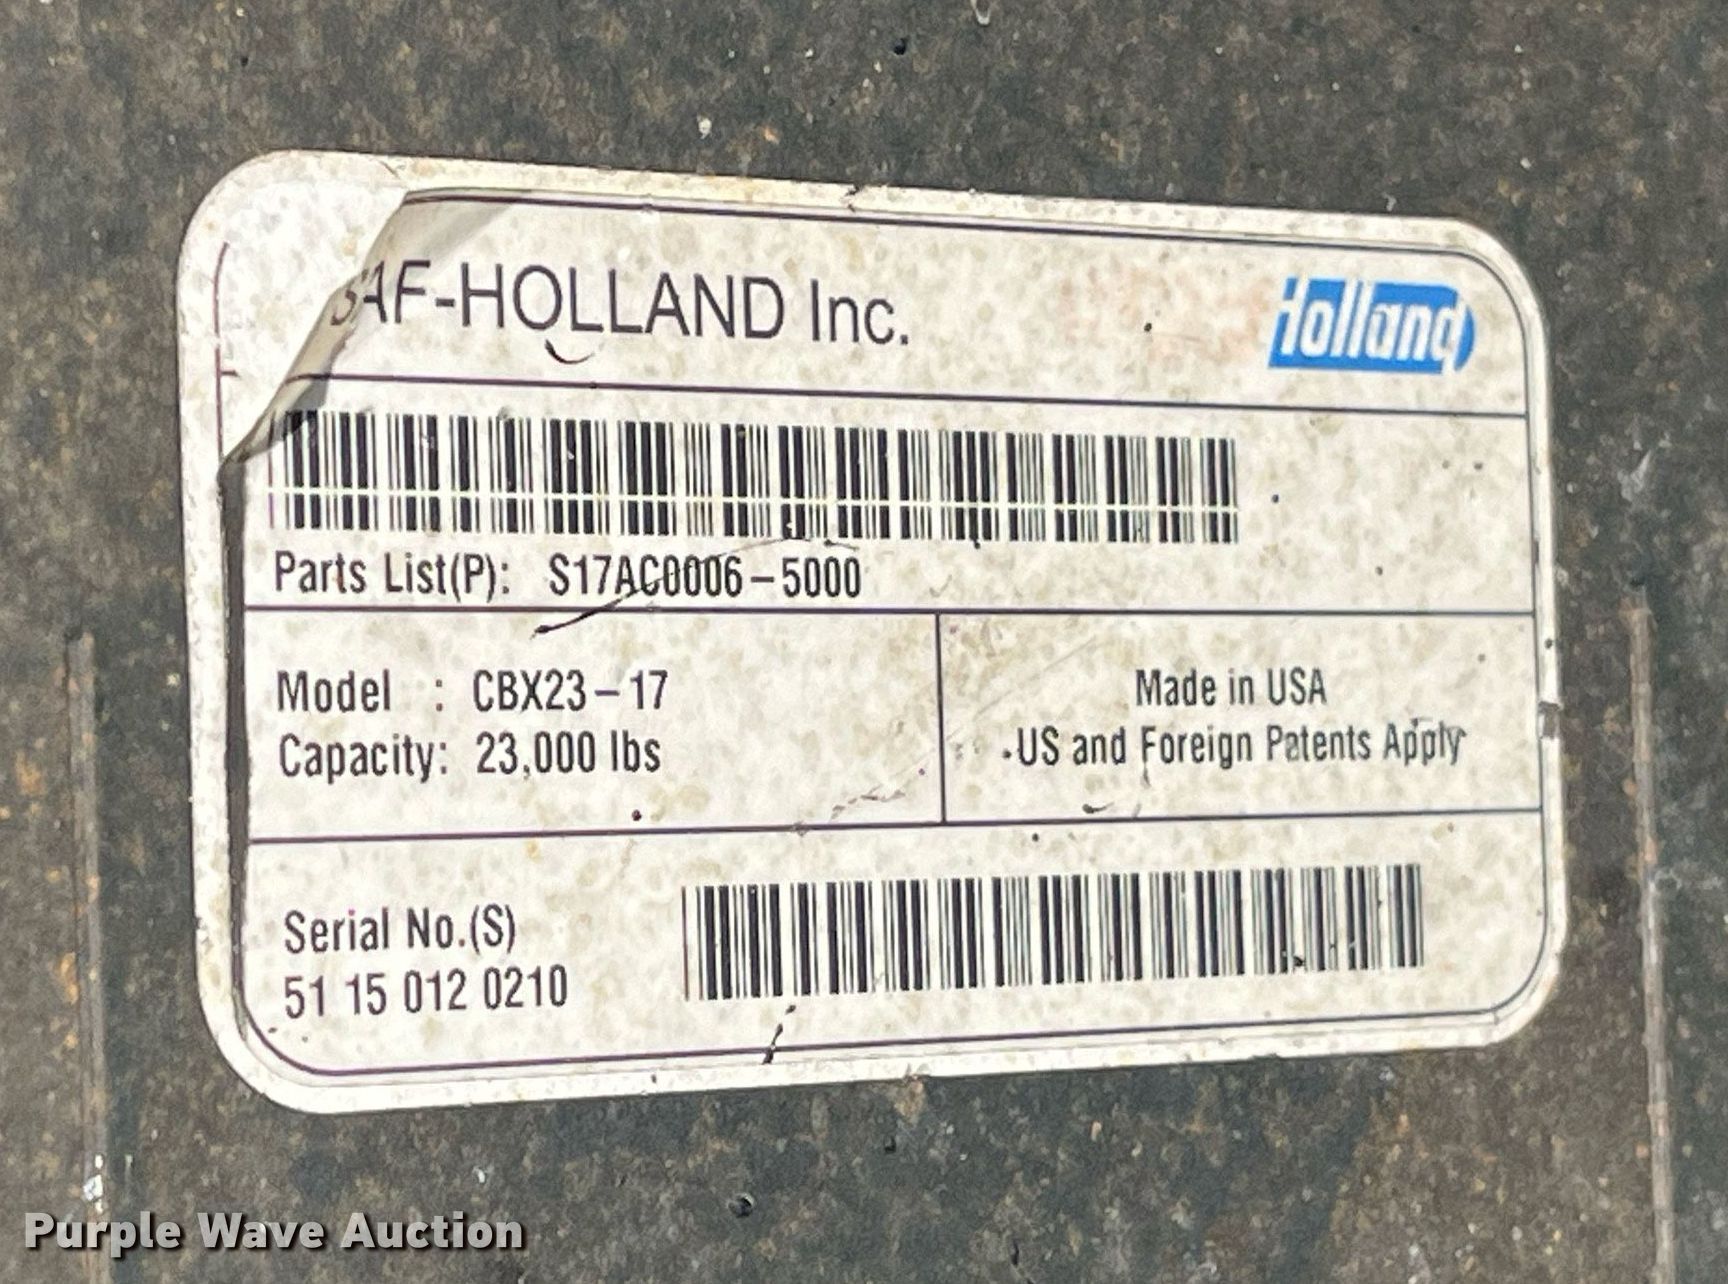 SAF-HOLLAND Inc.
Holland
Parts List(P): S17AC0006-5000
Model : CBX23-17
Capacity: 23,000 lbs
Made in USA
US and Foreign Patents Apply
Serial No.(S)
51 15 012 0210
Purple Wave Auction